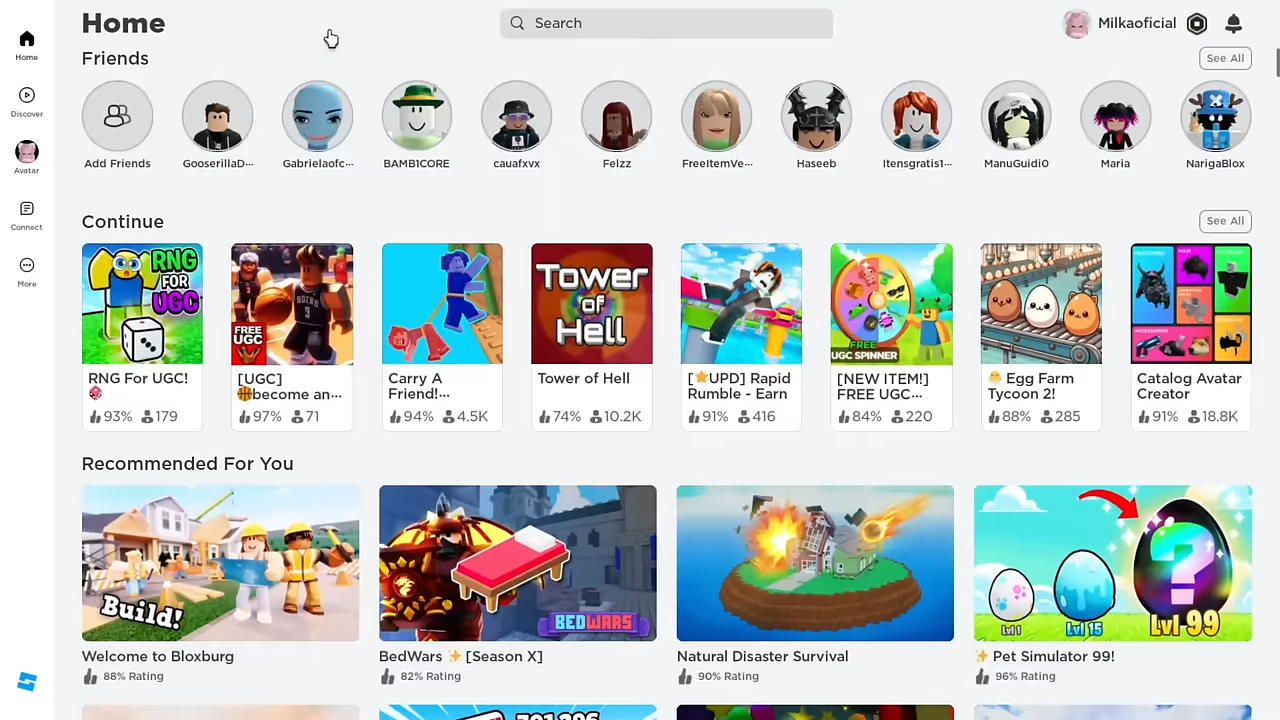 Home
Search
Milkaoficial
Home
Discover
Avatar
Connect
More
Friends
See All
Add Friends
GooserillaD...
Gabrielaofc...
BAMB1CORE
cauafxvx
Felzz
FreeItemVe...
Haseeb
Itensgratis1...
ManuGuidi0
Maria
NarigaBlox
Continue
See All
RNG
FOR
UGC
RNG For UGC!
93% 179
FREE
UGC
[UGC]
become an...
97% 71
Carry A
Friend!...
94% 4.5K
Tower
of
Hell
Tower of Hell
74% 10.2K
[⭐UPD] Rapid
Rumble - Earn
91% 416
FREE
UGC SPINNER
[NEW ITEM!]
FREE UGC...
84% 220
Egg Farm
Tycoon 2!
88% 285
Catalog Avatar
Creator
91% 18.8K
Recommended For You
Build!
Welcome to Bloxburg
88% Rating
BEDWARS
BedWars ✨ [Season X]
82% Rating
Natural Disaster Survival
90% Rating
?
Lvl 1
Lvl 15
Lvl 99
✨ Pet Simulator 99!
96% Rating